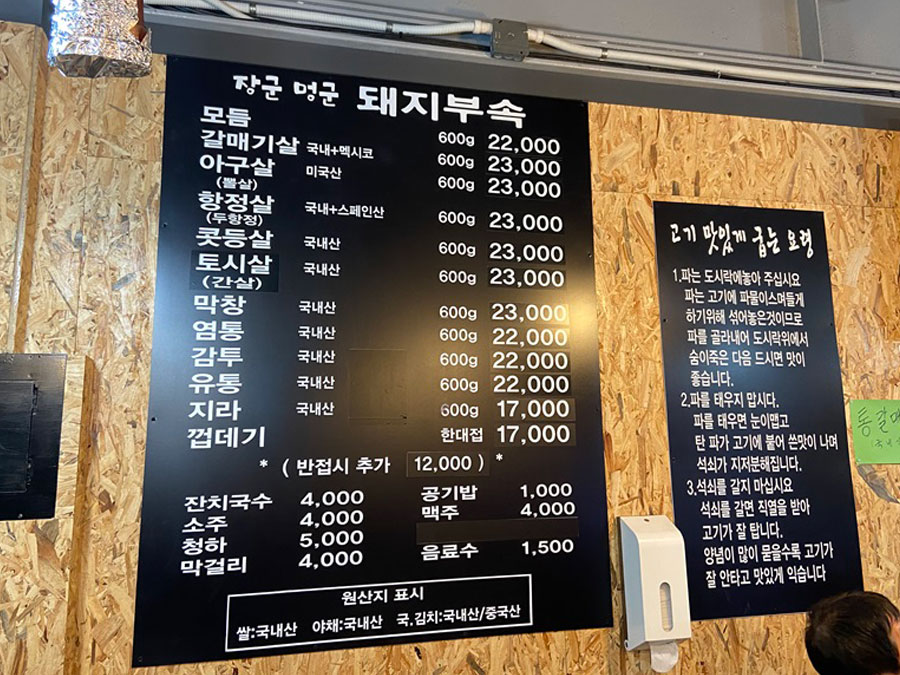 장군 멍군 돼지부속
모듬 600g 22,000
갈매기살 국내+멕시코 600g 23,000
아구살 미국산 600g 23,000
(뽈살)
항정살 국내+스페인산 600g 23,000
(두항정)
콧등살 국내산 600g 23,000
토시살 국내산 600g 23,000
(간살)
막창 국내산 600g 23,000
염통 국내산 600g 22,000
감투 국내산 600g 22,000
유통 국내산 600g 22,000
지라 국내산 600g 17,000
껍데기 한대접 17,000
* ( 반접시 추가 12,000 ) *
잔치국수 4,000 공기밥 1,000
소주 4,000 맥주 4,000
청하 5,000
막걸리 4,000 음료수 1,500
원산지 표시
쌀:국내산 야채:국내산 국.김치:국내산/중국산
고기 맛있게 굽는 요령
1.파는 도시락에놓아 주십시요
파는 고기에 파물이스며들게
하기위해 섞어놓은것이므로
파를 골라내어 도시락위에서
숨이죽은 다음 드시면 맛이
좋습니다.
2.파를 태우지 맙시다.
파를 태우면 눈이맵고
탄 파가 고기에 붙어 쓴맛이 나며
석쇠가 지저분해집니다.
3.석쇠를 갈지 마십시요
석쇠를 갈면 직열을 받아
고기가 잘 탑니다.
양념이 많이 묻을수록 고기가
잘 안타고 맛있게 익습니다
통갈매